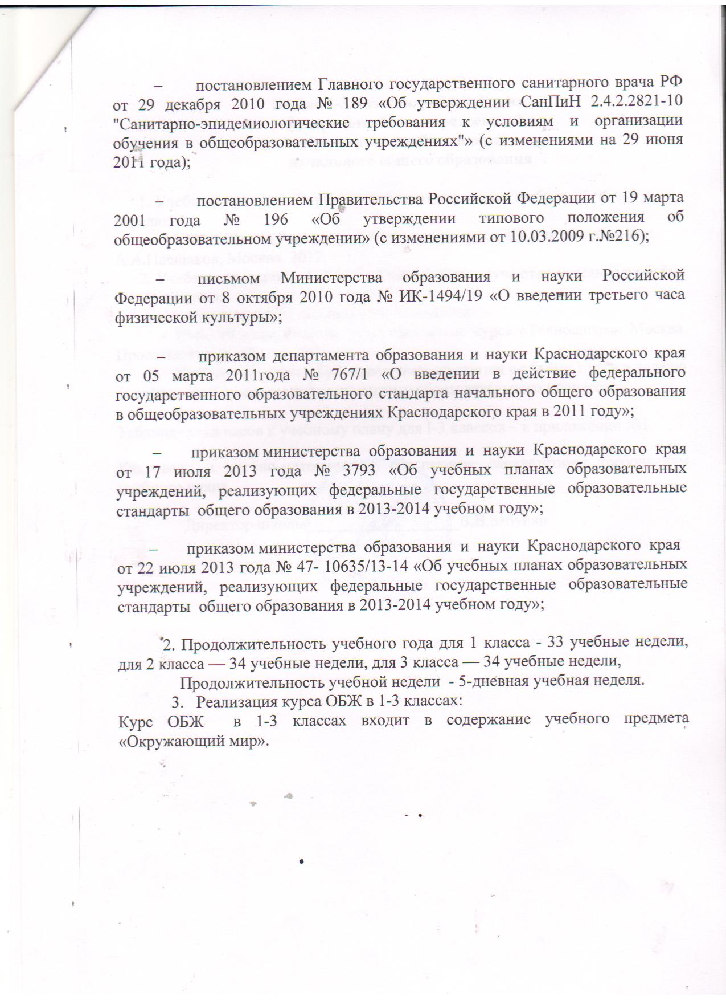 – постановлением Главного государственного санитарного врача РФ
от 29 декабря 2010 года № 189 «Об утверждении СанПиН 2.4.2.2821-10
"Санитарно-эпидемиологические требования к условиям и организации
обучения в общеобразовательных учреждениях"» (с изменениями на 29 июня
2011 года);
– постановлением Правительства Российской Федерации от 19 марта
2001 года № 196 «Об утверждении типового положения об
общеобразовательном учреждении» (с изменениями от 10.03.2009 г.№216);
– письмом Министерства образования и науки Российской
Федерации от 8 октября 2010 года № ИК-1494/19 «О введении третьего часа
физической культуры»;
– приказом департамента образования и науки Краснодарского края
от 05 марта 2011года № 767/1 «О введении в действие федерального
государственного образовательного стандарта начального общего образования
в общеобразовательных учреждениях Краснодарского края в 2011 году»;
– приказом министерства образования и науки Краснодарского края
от 17 июля 2013 года № 3793 «Об учебных планах образовательных
учреждений, реализующих федеральные государственные образовательные
стандарты общего образования в 2013-2014 учебном году»;
– приказом министерства образования и науки Краснодарского края
от 22 июля 2013 года № 47- 10635/13-14 «Об учебных планах образовательных
учреждений, реализующих федеральные государственные образовательные
стандарты общего образования в 2013-2014 учебном году»;
2. Продолжительность учебного года для 1 класса - 33 учебные недели,
для 2 класса — 34 учебные недели, для 3 класса — 34 учебные недели,
Продолжительность учебной недели - 5-дневная учебная неделя.
3. Реализация курса ОБЖ в 1-3 классах:
Курс ОБЖ в 1-3 классах входит в содержание учебного предмета
«Окружающий мир».